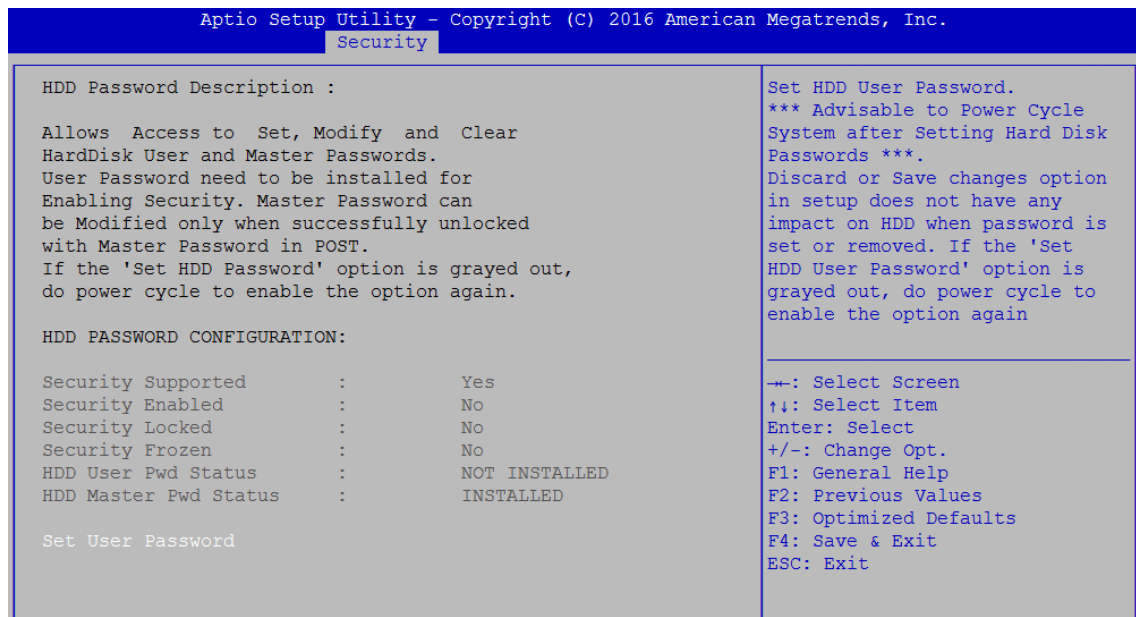 Aptio Setup Utility – Copyright (C) 2016 American Megatrends, Inc.
Security
HDD Password Description :
Allows Access to Set, Modify and Clear
HardDisk User and Master Passwords.
User Password need to be installed for
Enabling Security. Master Password can
be Modified only when successfully unlocked
with Master Password in POST.
If the 'Set HDD Password' option is grayed out,
do power cycle to enable the option again.
HDD PASSWORD CONFIGURATION:
Security Supported : Yes
Security Enabled : No
Security Locked : No
Security Frozen : No
HDD User Pwd Status : NOT INSTALLED
HDD Master Pwd Status : INSTALLED
Set User Password
Set HDD User Password.
*** Advisable to Power Cycle
System after Setting Hard Disk
Passwords ***.
Discard or Save changes option
in setup does not have any
impact on HDD when password is
set or removed. If the 'Set
HDD User Password' option is
grayed out, do power cycle to
enable the option again
→←: Select Screen
↑↓: Select Item
Enter: Select
+/-: Change Opt.
F1: General Help
F2: Previous Values
F3: Optimized Defaults
F4: Save & Exit
ESC: Exit